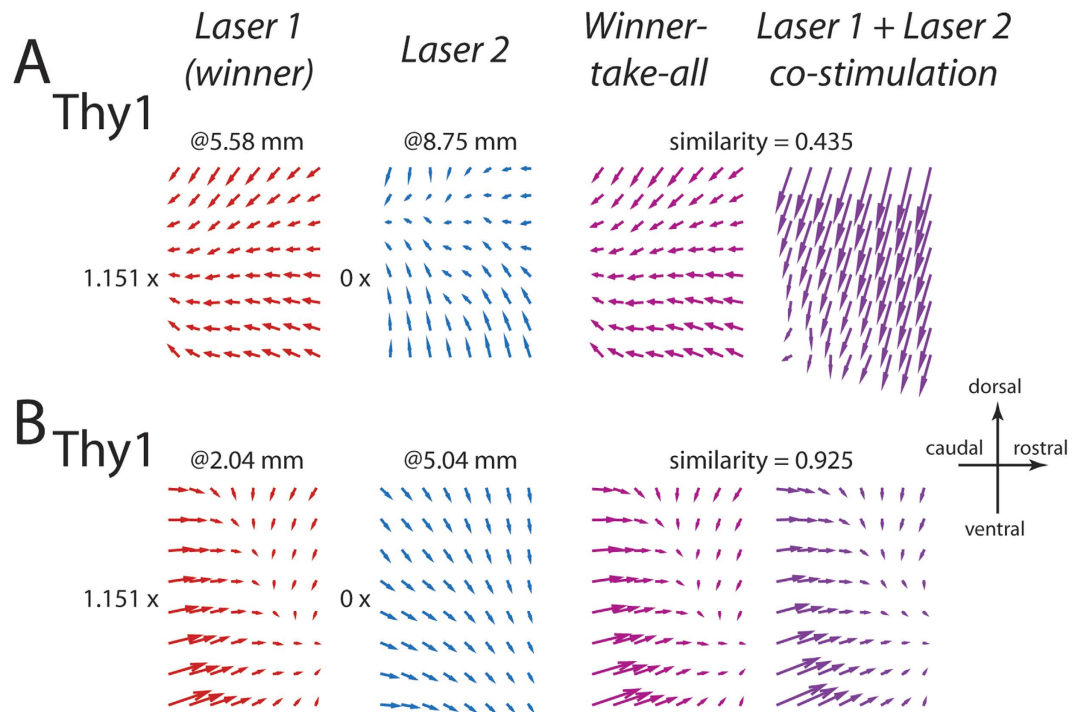 Laser 1
(winner)
Laser 2
Winner-
take-all
Laser 1 + Laser 2
co-stimulation
A
Thy1
@5.58 mm
@8.75 mm
similarity = 0.435
1.151 x
0 x
dorsal
caudal
rostral
ventral
B
Thy1
@2.04 mm
@5.04 mm
similarity = 0.925
1.151 x
0 x